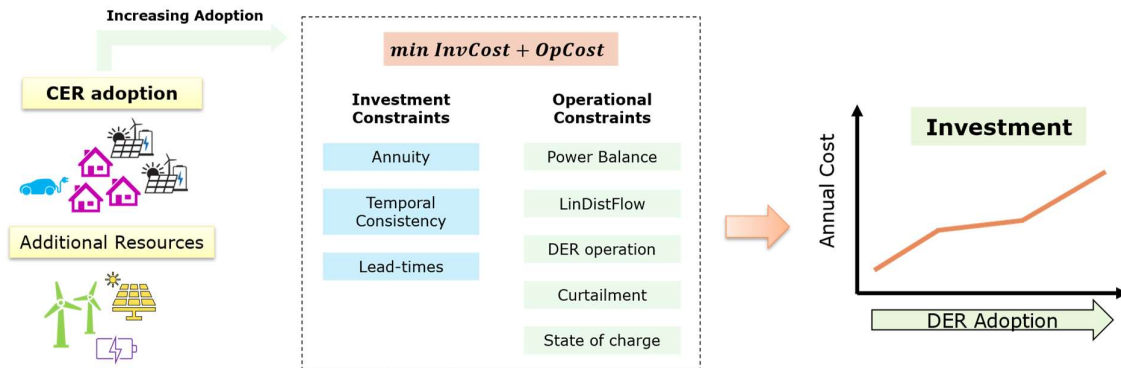 Increasing Adoption
CER adoption
Additional Resources
min InvCost + OpCost
Investment
Constraints
Annuity
Temporal
Consistency
Lead-times
Operational
Constraints
Power Balance
LinDistFlow
DER operation
Curtailment
State of charge
Investment
Annual Cost
DER Adoption